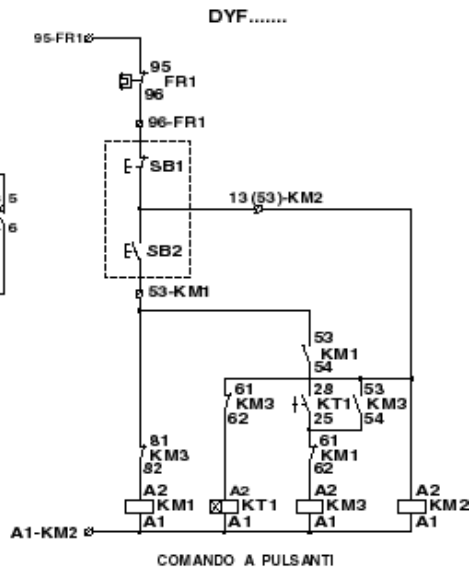 DYF.......
95-FR1
95
FR1
96
96-FR1
SB1
5
13(53)-KM2
6
SB2
53-KM1
53
KM1
54
61
KM3
62
28
KT1
25
53
KM3
54
81
KM3
82
61
KM1
62
A2
KM1
A1
A2
KT1
A1
A2
KM3
A1
A2
KM2
A1
A1-KM2
COMANDO A PULSANTI